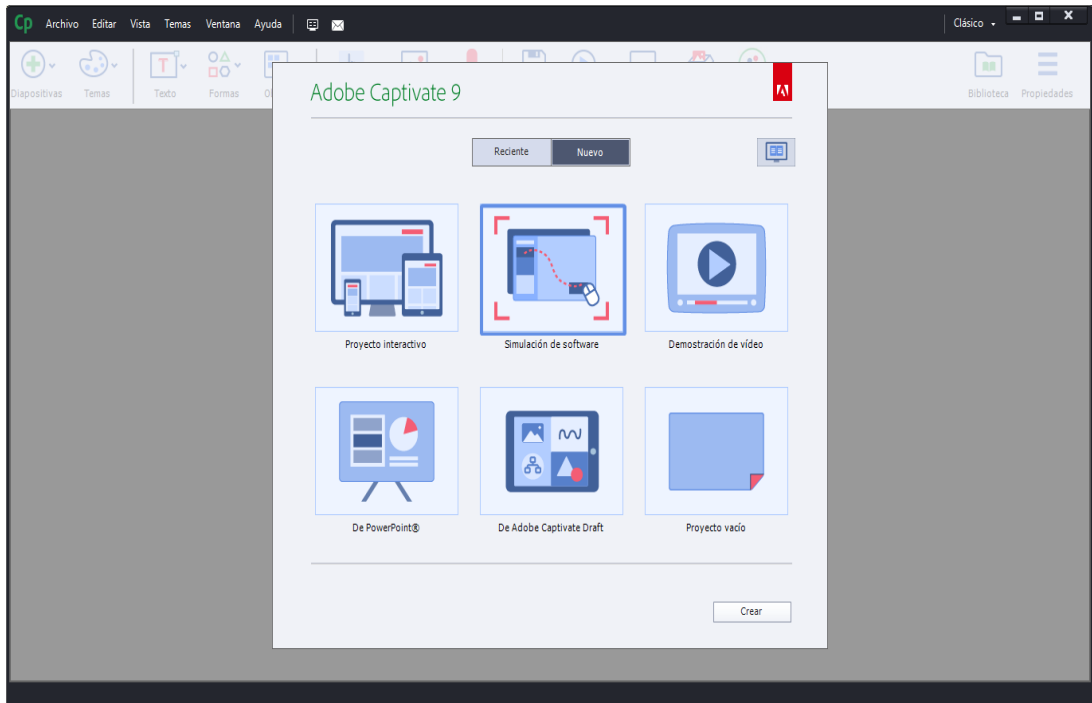 Cp Archivo Editar Vista Temas Ventana Ayuda Clásico
Diapositivas Temas Texto Formas Biblioteca Propiedades
Adobe Captivate 9
Reciente Nuevo
Proyecto interactivo Simulación de software Demostración de vídeo
De PowerPoint® De Adobe Captivate Draft Proyecto vacío
Crear